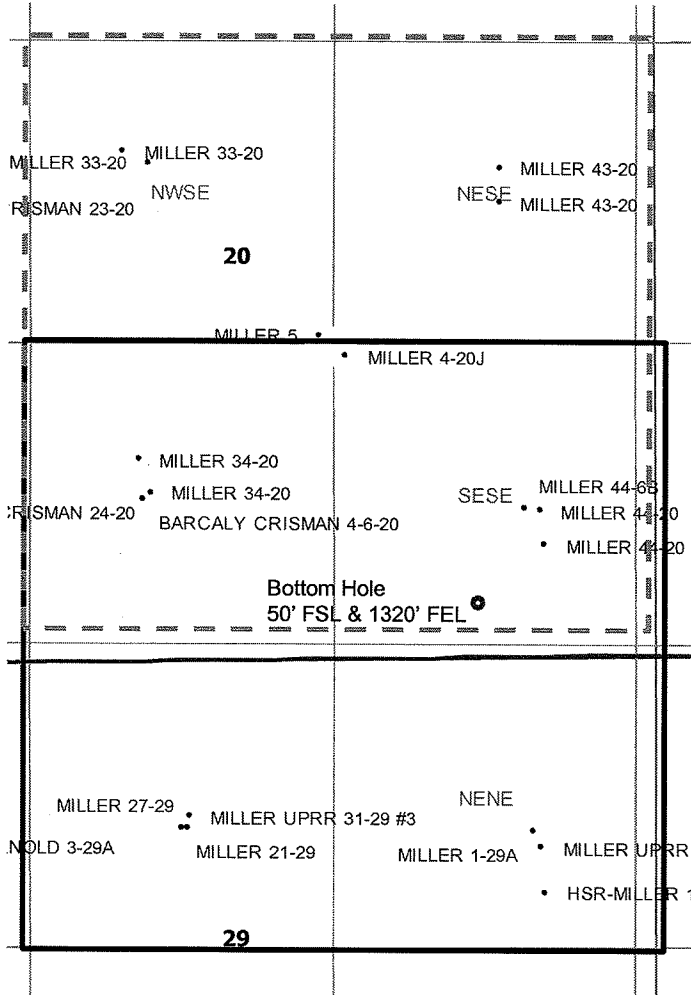 MILLER 33-20
MILLER 33-20
MILLER 43-20
NWSE
NESE
RISMAN 23-20
MILLER 43-20
20
MILLER 5
MILLER 4-20J
MILLER 34-20
MILLER 34-20
SESE
MILLER 44-6B
CRISMAN 24-20
MILLER 44-20
BARCALY CRISMAN 4-6-20
MILLER 44-20
Bottom Hole
50' FSL & 1320' FEL
MILLER 27-29
NENE
MILLER UPRR 31-29 #3
NOLD 3-29A
MILLER 21-29
MILLER 1-29A
MILLER UPRR
HSR-MILLER 1
29